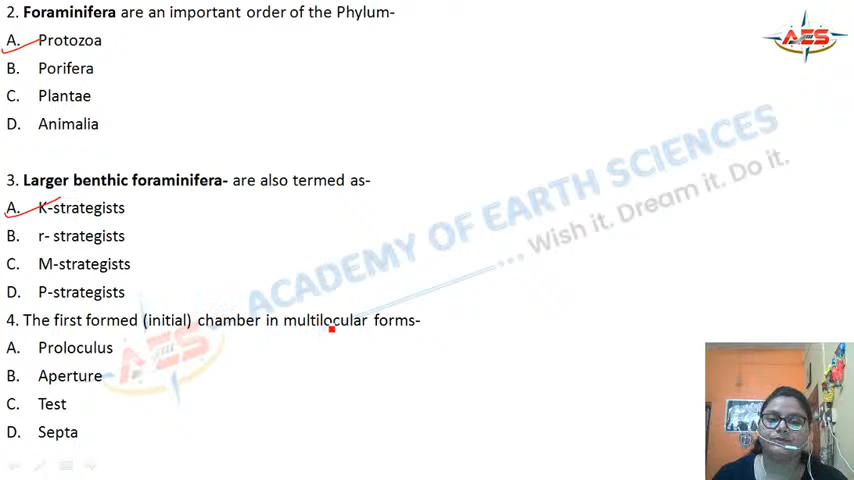 2. Foraminifera are an important order of the Phylum-
A. Protozoa
B. Porifera
C. Plantae
D. Animalia
AES
3. Larger benthic foraminifera- are also termed as-
A. K-strategists
B. r- strategists
C. M-strategists
D. P-strategists
4. The first formed (initial) chamber in multilocular forms-
A. Proloculus
B. Aperture
C. Test
D. Septa
ACADEMY OF EARTH SCIENCES
... Wish it. Dream it. Do it.
AES